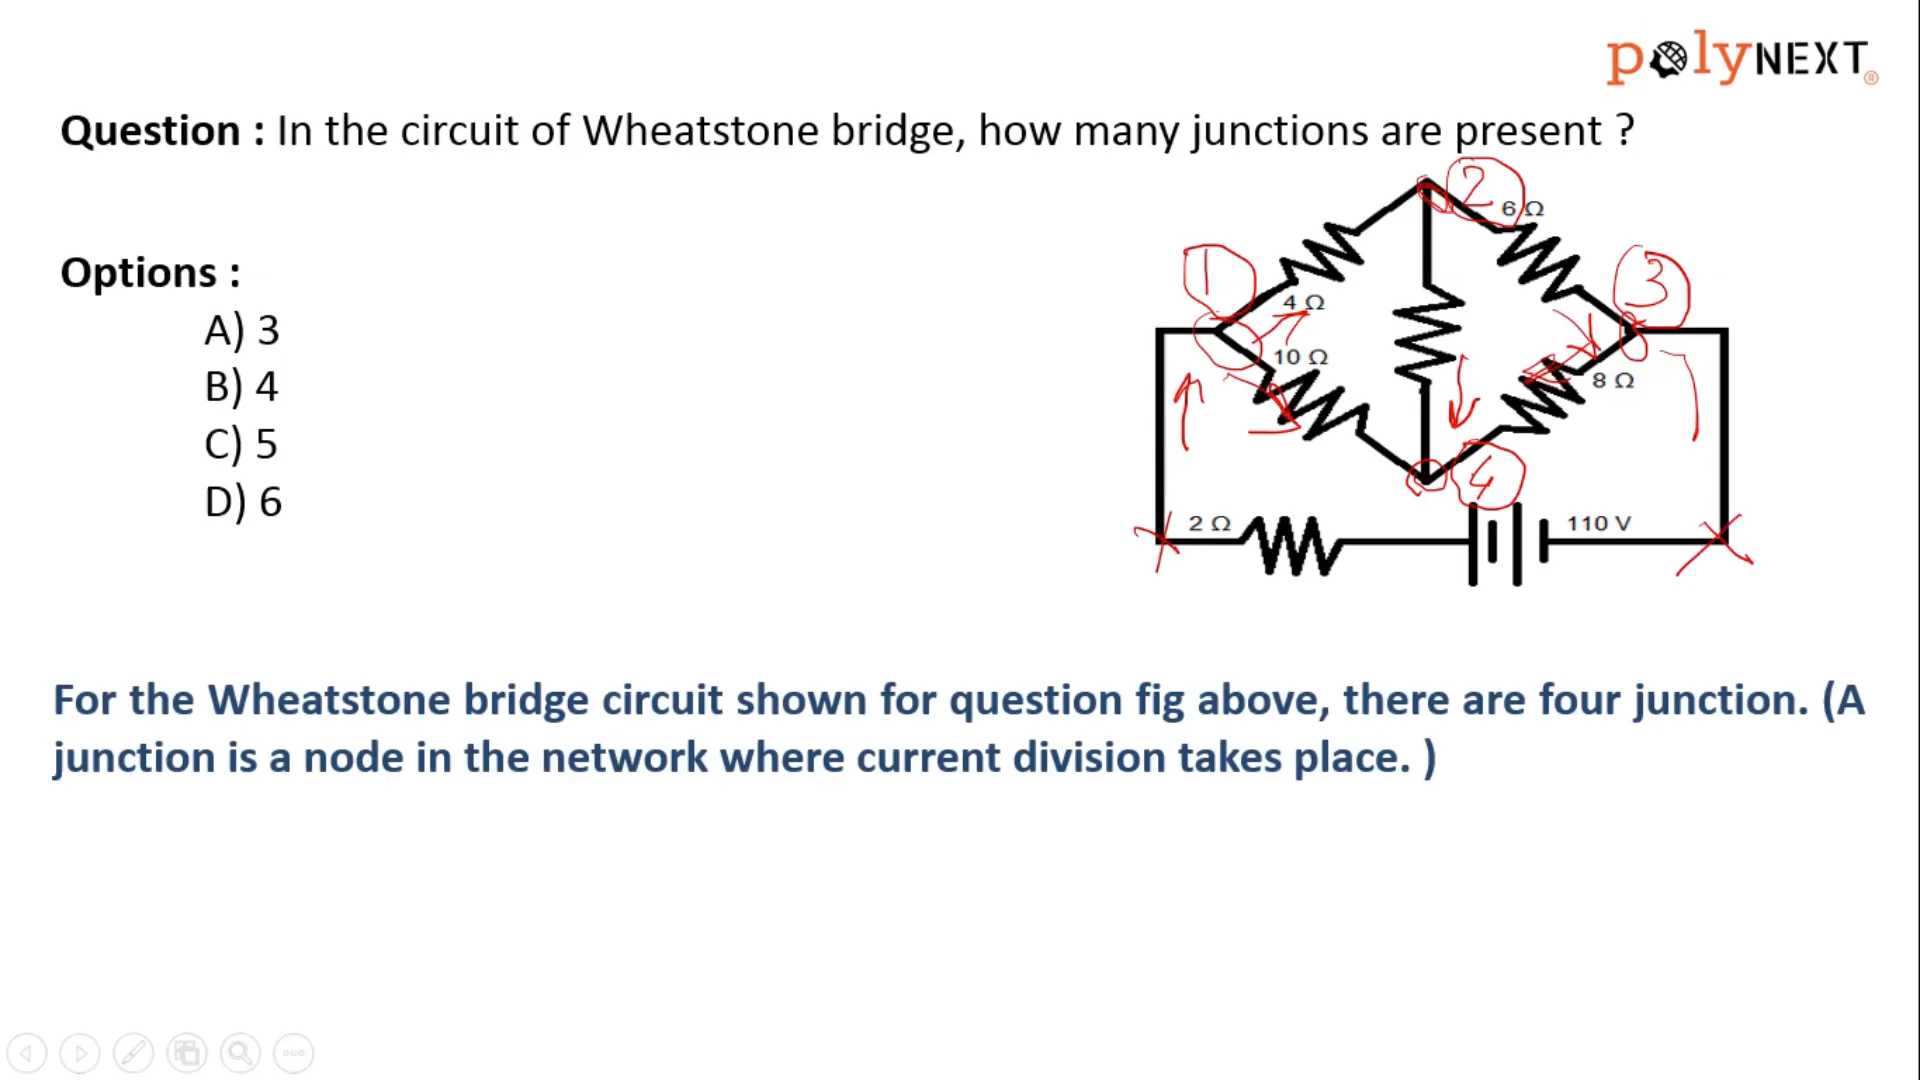 polyNEXT®
Question : In the circuit of Wheatstone bridge, how many junctions are present ?
2
6 Ω
Options :
1
3
A) 3
4 Ω
10 Ω
B) 4
8 Ω
C) 5
4
D) 6
2 Ω
110 V
For the Wheatstone bridge circuit shown for question fig above, there are four junction. (A
junction is a node in the network where current division takes place. )